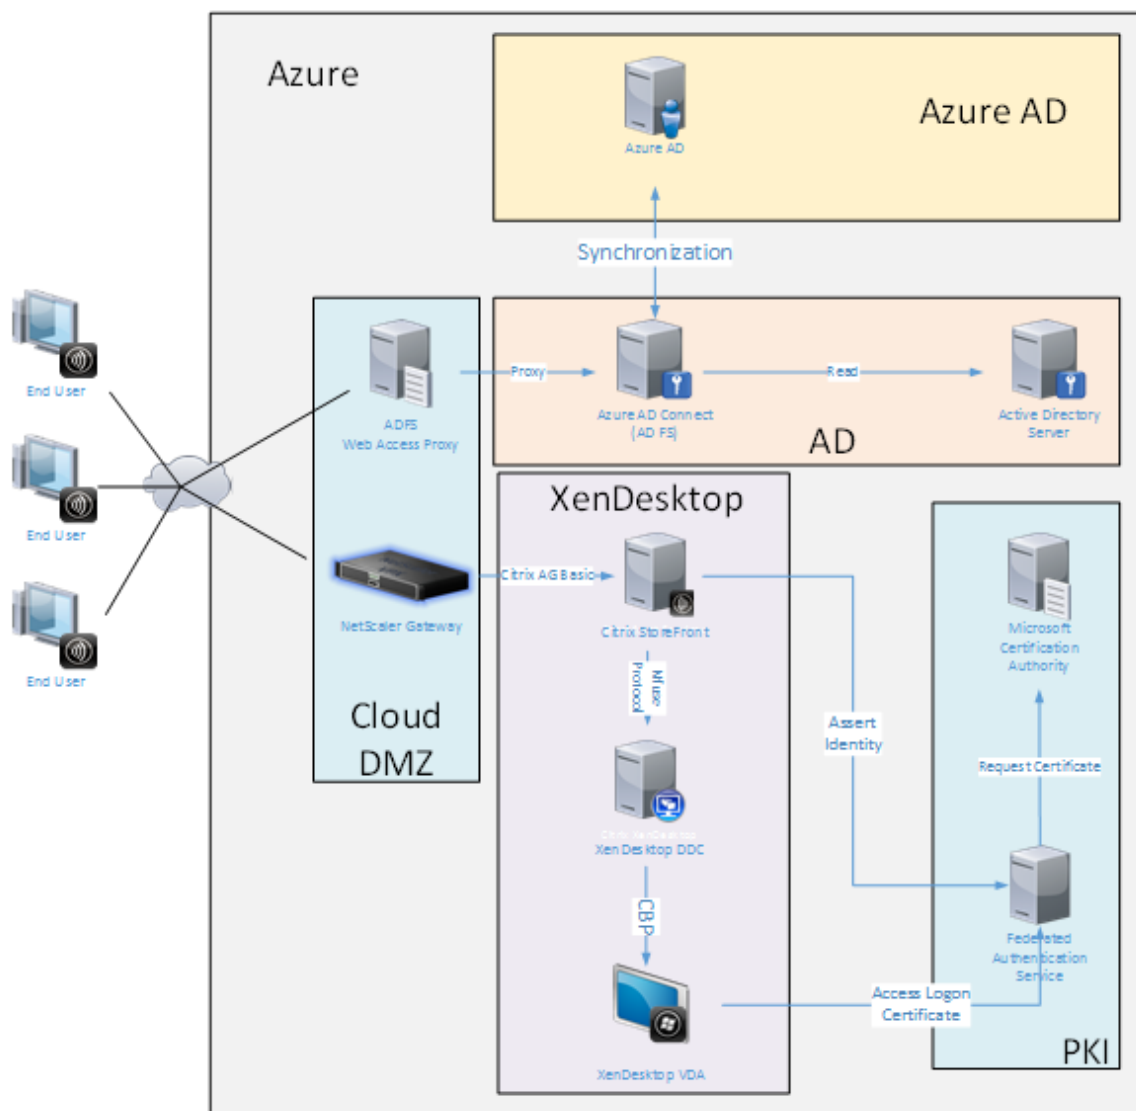 Azure
Azure AD
Azure AD
Synchronization
End User
End User
End User
ADFS
Web Access Proxy
Proxy
Azure AD Connect
(AD FS)
Read
Active Directory
Server
AD
NetScaler Gateway
Cloud
DMZ
XenDesktop
Citrix AG Basic
Citrix StoreFront
Nfuse
Protocol
Citrix XenDesktop
XenDesktop DDC
CBP
XenDesktop VDA
Assert
Identity
Access Logon
Certificate
Microsoft
Certification
Authority
Request Certificate
Federated
Authentication
Service
PKI